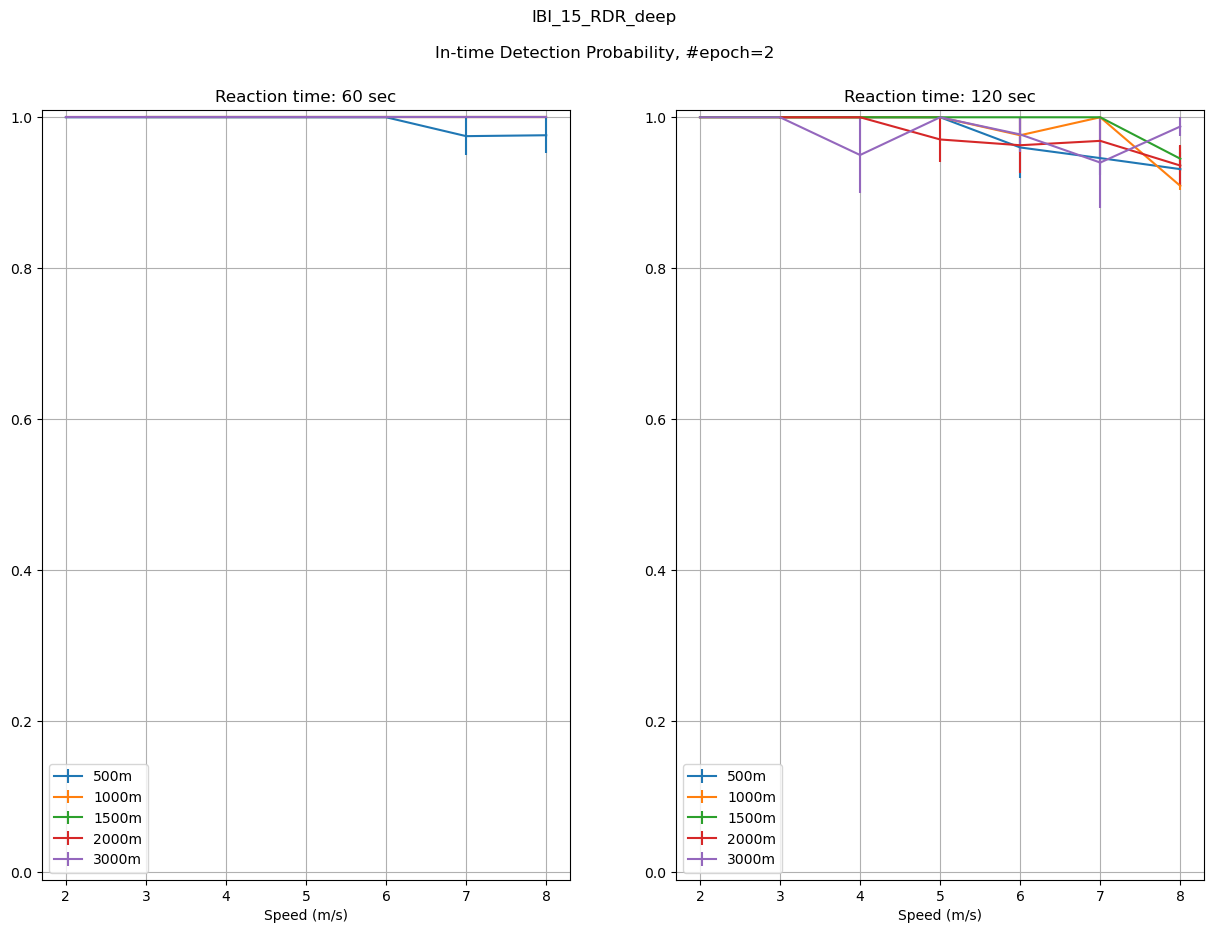 IBI_15_RDR_deep
In-time Detection Probability, #epoch=2
Reaction time: 60 sec
1.0
0.8
0.6
0.4
0.2
0.0
500m
1000m
1500m
2000m
3000m
2 3 4 5 6 7 8
Speed (m/s)
Reaction time: 120 sec
1.0
0.8
0.6
0.4
0.2
0.0
500m
1000m
1500m
2000m
3000m
2 3 4 5 6 7 8
Speed (m/s)